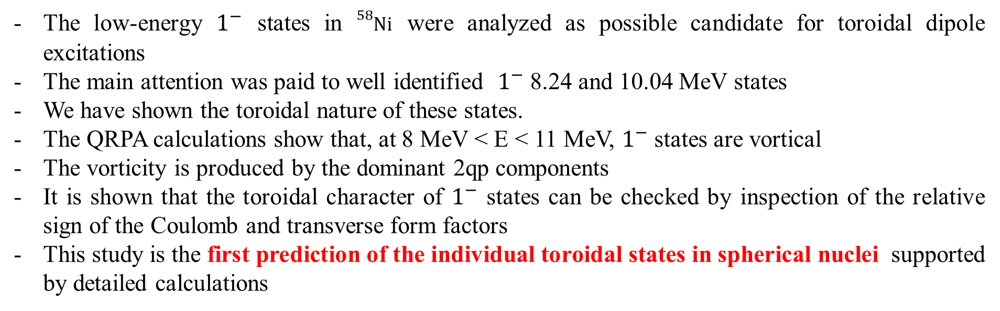 - The low-energy 1⁻ states in ⁵⁸Ni were analyzed as possible candidate for toroidal dipole
excitations
- The main attention was paid to well identified 1⁻ 8.24 and 10.04 MeV states
- We have shown the toroidal nature of these states.
- The QRPA calculations show that, at 8 MeV < E < 11 MeV, 1⁻ states are vortical
- The vorticity is produced by the dominant 2qp components
- It is shown that the toroidal character of 1⁻ states can be checked by inspection of the relative
sign of the Coulomb and transverse form factors
- This study is the first prediction of the individual toroidal states in spherical nuclei supported
by detailed calculations